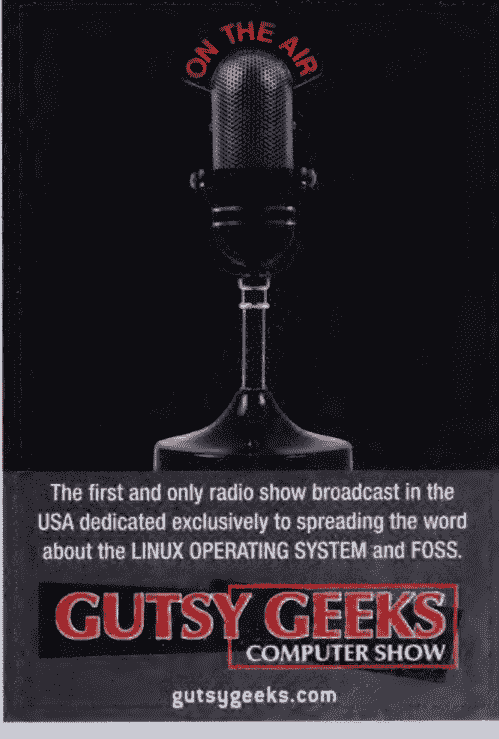 ON THE AIR
The first and only radio show broadcast in the
USA dedicated exclusively to spreading the word
about the LINUX OPERATING SYSTEM and FOSS.
GUTSY GEEKS
COMPUTER SHOW
gutsygeeks.com